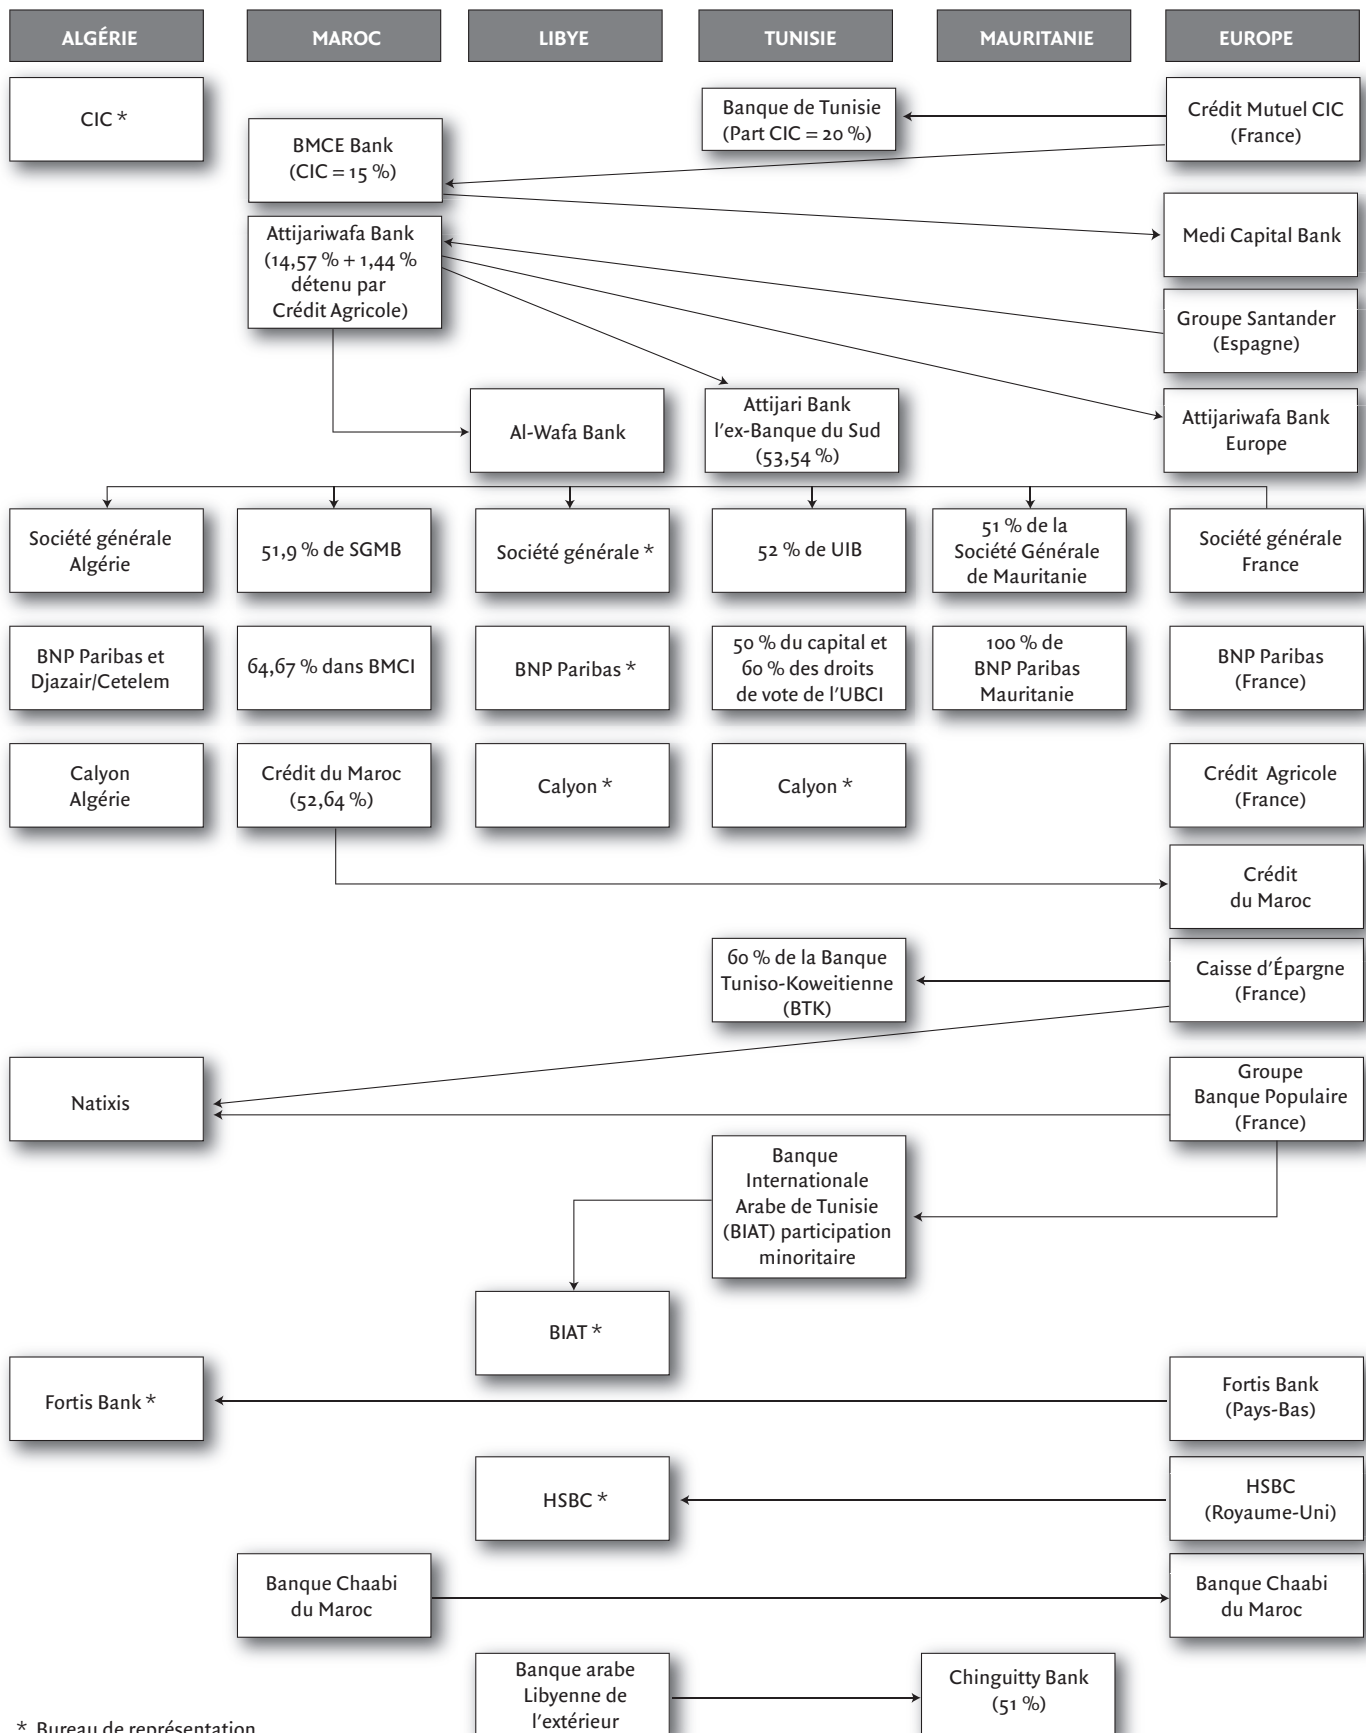 ALGÉRIE
MAROC
LIBYE
TUNISIE
MAURITANIE
EUROPE
CIC *
Banque de Tunisie
(Part CIC = 20 %)
Crédit Mutuel CIC
(France)
BMCE Bank
(CIC = 15 %)
Medi Capital Bank
Attijariwafa Bank
(14,57 % + 1,44 %
détenu par
Crédit Agricole)
Groupe Santander
(Espagne)
Al-Wafa Bank
Attijari Bank
l'ex-Banque du Sud
(53,54 %)
Attijariwafa Bank
Europe
Société générale
Algérie
51,9 % de SGMB
Société générale *
52 % de UIB
51 % de la
Société Générale
de Mauritanie
Société générale
France
BNP Paribas et
Djazair/Cetelem
64,67 % dans BMCI
BNP Paribas *
50 % du capital et
60 % des droits
de vote de l'UBCI
100 % de
BNP Paribas
Mauritanie
BNP Paribas
(France)
Calyon
Algérie
Crédit du Maroc
(52,64 %)
Calyon *
Calyon *
Crédit Agricole
(France)
Crédit
du Maroc
60 % de la Banque
Tuniso-Koweitienne
(BTK)
Caisse d'Épargne
(France)
Natixis
Groupe
Banque Populaire
(France)
Banque
Internationale
Arabe de Tunisie
(BIAT) participation
minoritaire
BIAT *
Fortis Bank *
Fortis Bank
(Pays-Bas)
HSBC *
HSBC
(Royaume-Uni)
Banque Chaabi
du Maroc
Banque Chaabi
du Maroc
Banque arabe
Libyenne de
l'extérieur
Chinguitty Bank
(51 %)
* Bureau de représentation